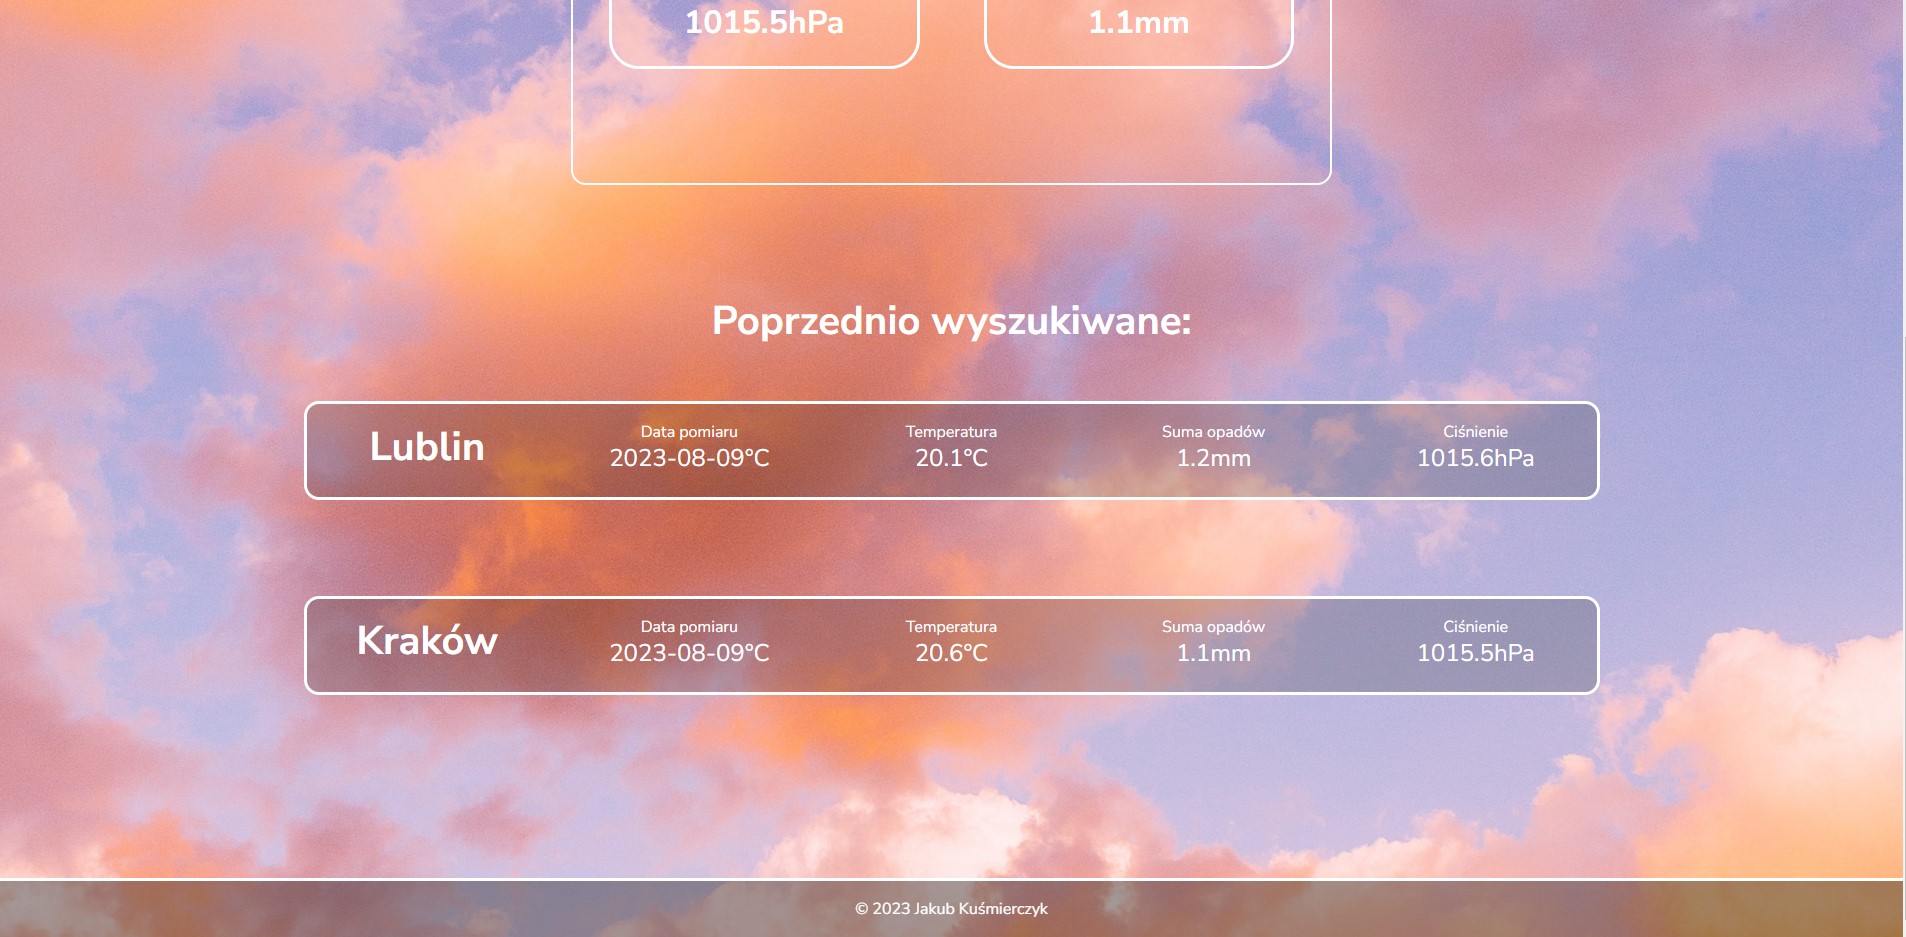 1015.5hPa 1.1mm
Poprzednio wyszukiwane:
Lublin
Data pomiaru
2023-08-09°C
Temperatura
20.1°C
Suma opadów
1.2mm
Ciśnienie
1015.6hPa
Kraków
Data pomiaru
2023-08-09°C
Temperatura
20.6°C
Suma opadów
1.1mm
Ciśnienie
1015.5hPa
© 2023 Jakub Kuśmierczyk